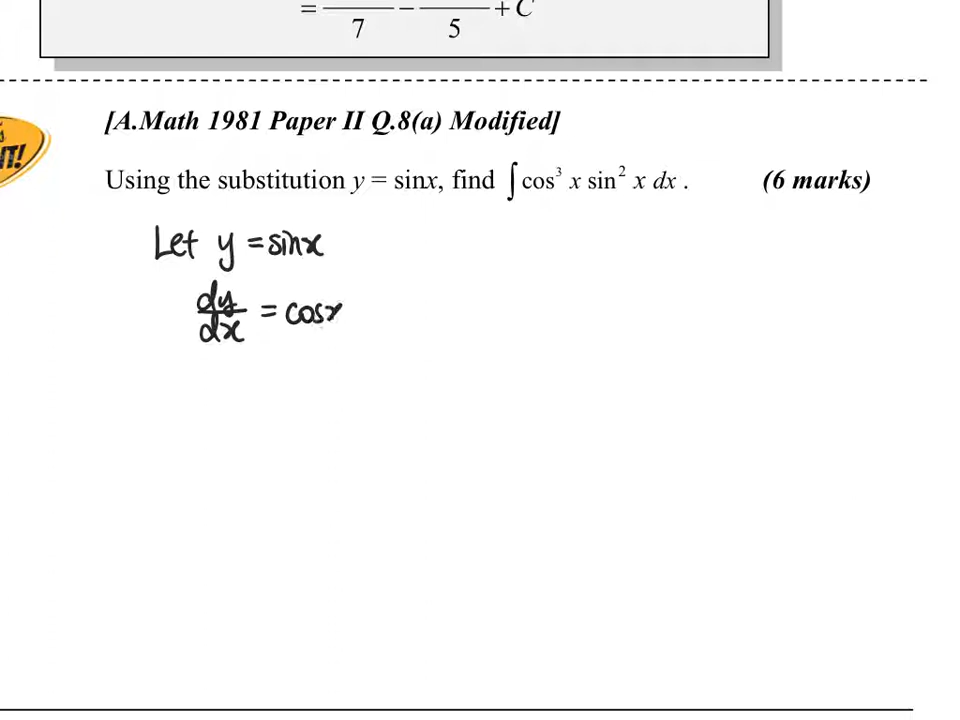 = ─── − ─── + C
7 5
[A.Math 1981 Paper II Q.8(a) Modified]
Using the substitution y = sinx, find ∫ cos³ x sin² x dx . (6 marks)
Let y = sinx
dy/dx = cosx